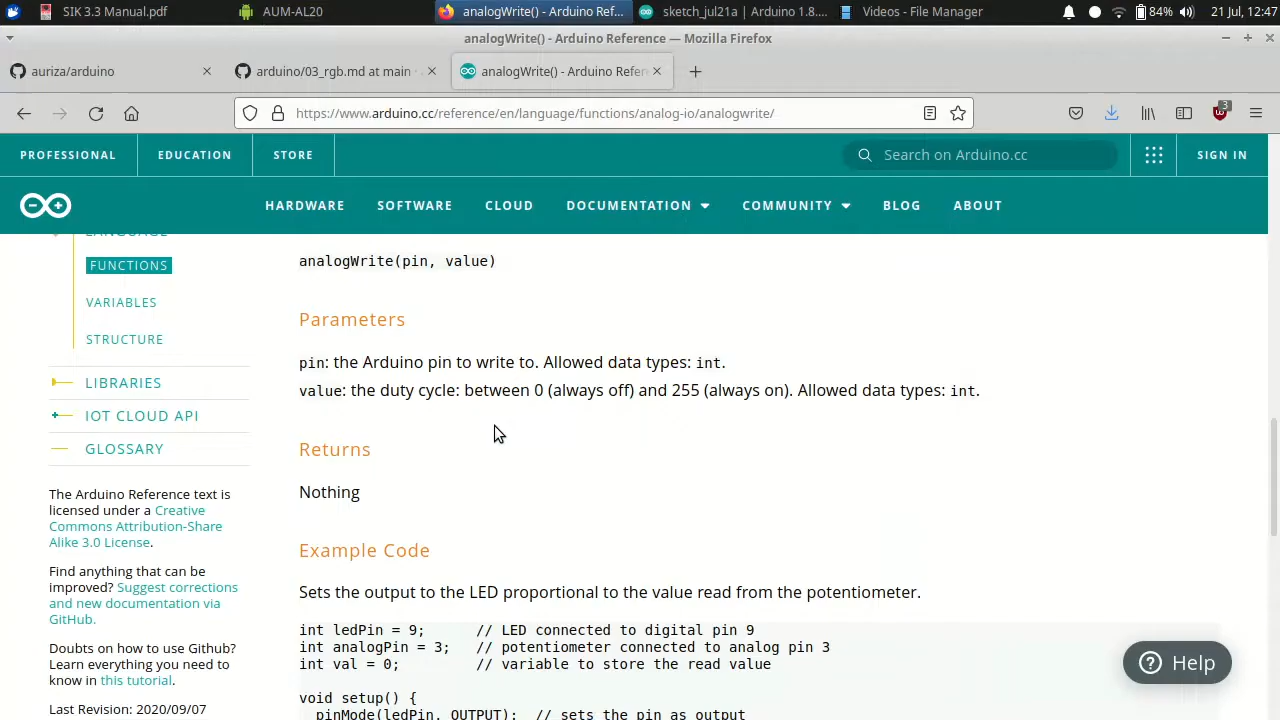 SIK 3.3 Manual.pdf
AUM-AL20
analogWrite() - Arduino Ref...
sketch_jul21a | Arduino 1.8....
Videos - File Manager
84%
21 Jul, 12:47
analogWrite() - Arduino Reference — Mozilla Firefox
auriza/arduino
arduino/03_rgb.md at main ·
analogWrite() - Arduino Refer
https://www.arduino.cc/reference/en/language/functions/analog-io/analogwrite/
3
PROFESSIONAL
EDUCATION
STORE
Search on Arduino.cc
SIGN IN
HARDWARE
SOFTWARE
CLOUD
DOCUMENTATION
COMMUNITY
BLOG
ABOUT
LANGUAGE
FUNCTIONS
VARIABLES
STRUCTURE
LIBRARIES
IOT CLOUD API
GLOSSARY
The Arduino Reference text is
licensed under a Creative
Commons Attribution-Share
Alike 3.0 License.
Find anything that can be
improved? Suggest corrections
and new documentation via
GitHub.
Doubts on how to use Github?
Learn everything you need to
know in this tutorial.
Last Revision: 2020/09/07
analogWrite(pin, value)
Parameters
pin: the Arduino pin to write to. Allowed data types: int.
value: the duty cycle: between 0 (always off) and 255 (always on). Allowed data types: int.
Returns
Nothing
Example Code
Sets the output to the LED proportional to the value read from the potentiometer.
int ledPin = 9;      // LED connected to digital pin 9
int analogPin = 3;   // potentiometer connected to analog pin 3
int val = 0;         // variable to store the read value
void setup() {
pinMode(ledPin, OUTPUT);  // sets the pin as output
Help